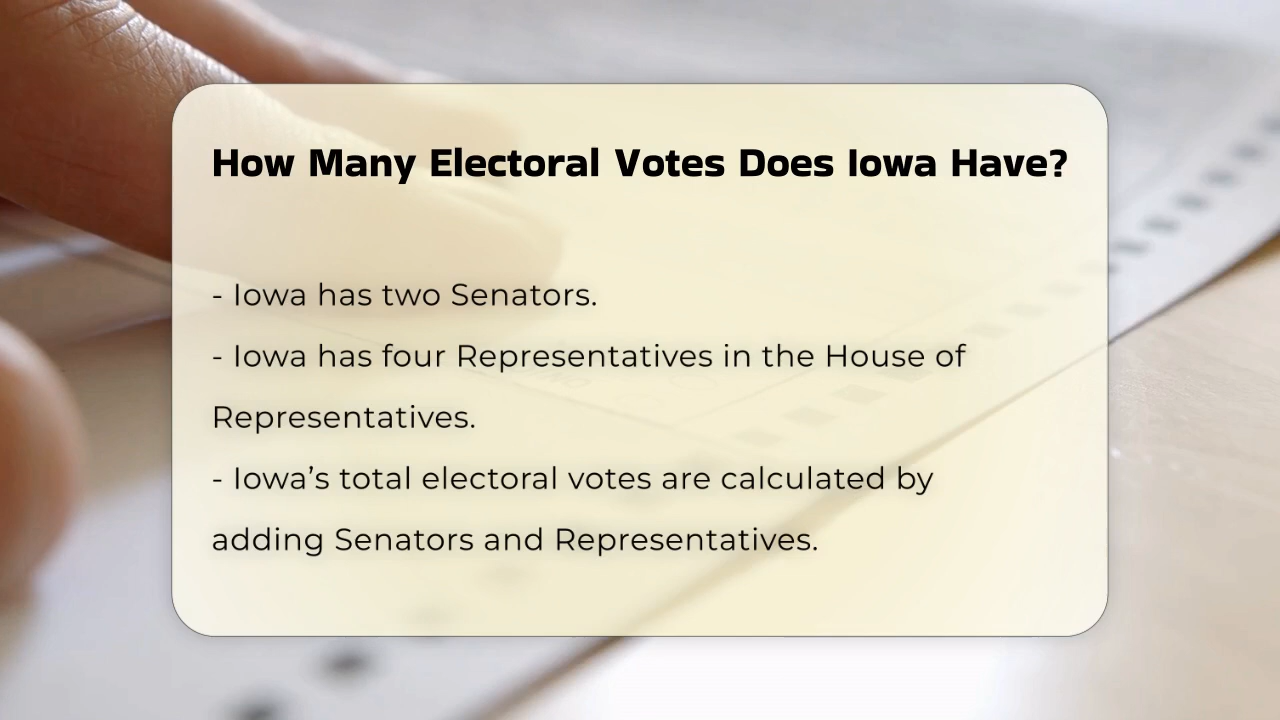 How Many Electoral Votes Does Iowa Have?
- Iowa has two Senators.
- Iowa has four Representatives in the House of
Representatives.
- Iowa’s total electoral votes are calculated by
adding Senators and Representatives.